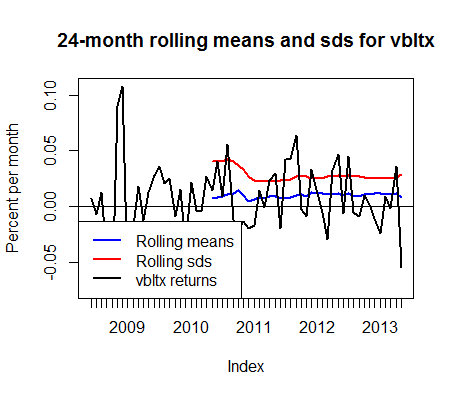 24-month rolling means and sds for vbltx
Percent per month
0.10
0.05
0.00
-0.05
Rolling means
Rolling sds
vbltx returns
2009 2010 2011 2012 2013
Index